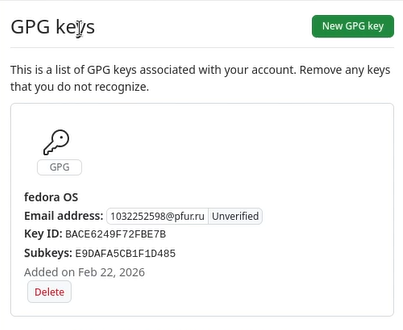 GPG keys
New GPG key
This is a list of GPG keys associated with your account. Remove any keys
that you do not recognize.
GPG
fedora OS
Email address: 1032252598@pfur.ru Unverified
Key ID: BACE6249F72FBE7B
Subkeys: E9DAFA5CB1F1D485
Added on Feb 22, 2026
Delete